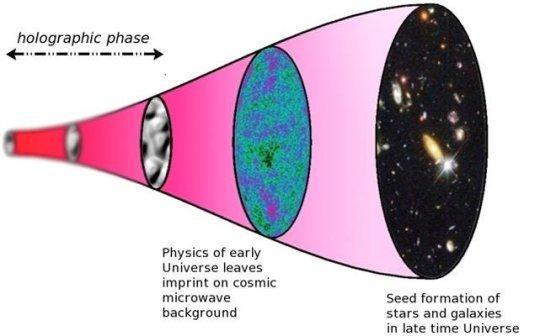 holographic phase
Physics of early
Universe leaves
imprint on cosmic
microwave
background
Seed formation of
stars and galaxies
in late time Universe